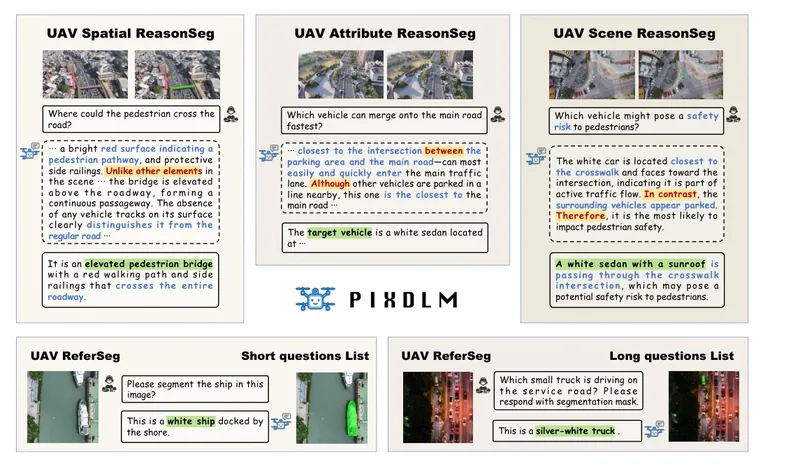 UAV Spatial ReasonSeg
Where could the pedestrian cross the
road?
··· a bright red surface indicating a
pedestrian pathway, and protective
side railings. Unlike other elements in
the scene ··· the bridge is elevated
above the roadway, forming a
continuous passageway. The absence
of any vehicle tracks on its surface
clearly distinguishes it from the
regular road ···
It is an elevated pedestrian bridge
with a red walking path and side
railings that crosses the entire
roadway.
UAV Attribute ReasonSeg
Which vehicle can merge onto the main road
fastest?
··· closest to the intersection between the
parking area and the main road—can most
easily and quickly enter the main traffic
lane. Although other vehicles are parked in a
line nearby, this one is the closest to the
main road ···
The target vehicle is a white sedan located
at ···
UAV Scene ReasonSeg
Which vehicle might pose a safety
risk to pedestrians?
The white car is located closest to
the crosswalk and faces toward the
intersection, indicating it is part of
active traffic flow. In contrast, the
surrounding vehicles appear parked.
Therefore, it is the most likely to
impact pedestrian safety.
A white sedan with a sunroof is
passing through the crosswalk
intersection, which may pose a
potential safety risk to pedestrians.
PIXDLM
UAV ReferSeg
Short questions List
Please segment the ship in this
image?
This is a white ship docked by
the shore.
UAV ReferSeg
Long questions List
Which small truck is driving on
the service road? Please
respond with segmentation mask.
This is a silver-white truck .